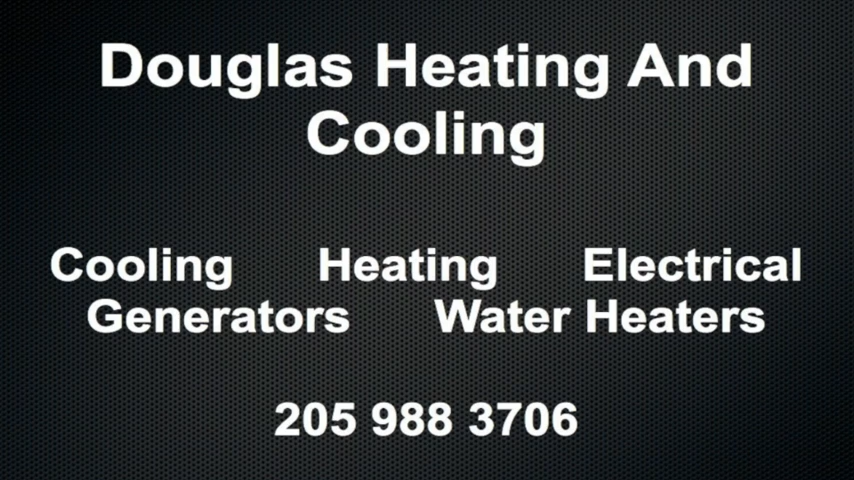 Douglas Heating And
Cooling
Cooling Heating Electrical
Generators Water Heaters
205 988 3706